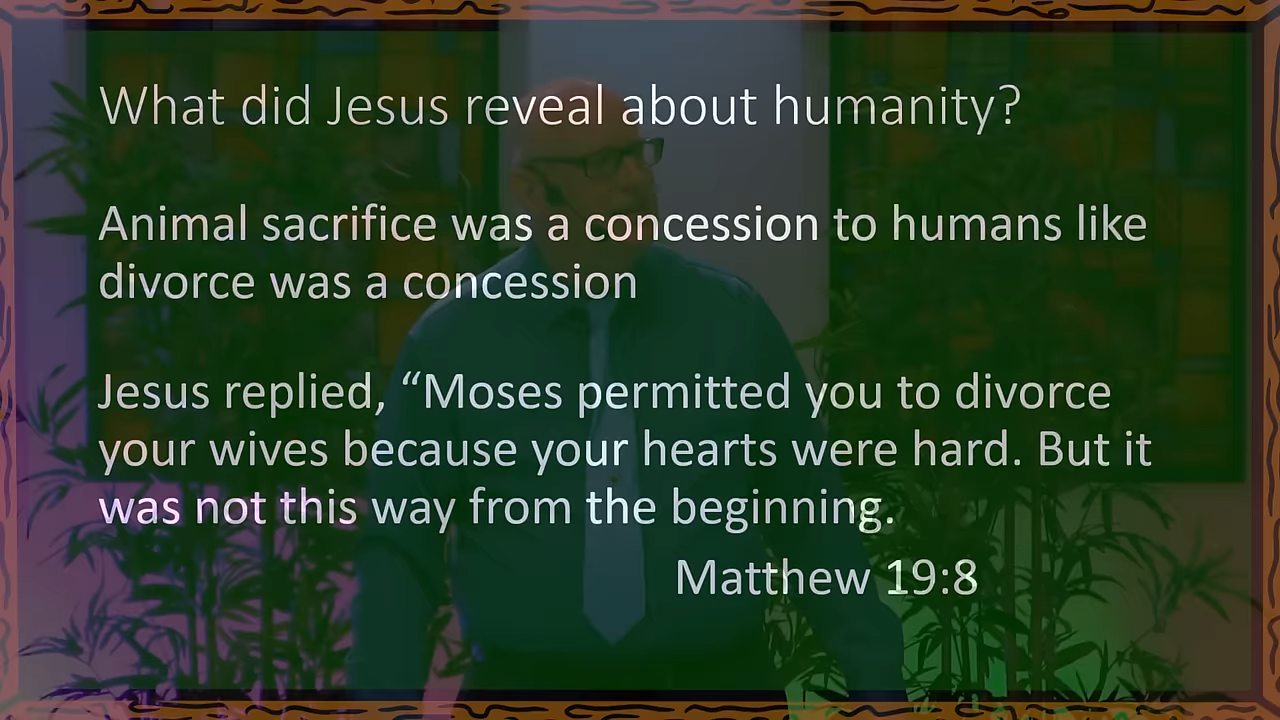 What did Jesus reveal about humanity?
Animal sacrifice was a concession to humans like
divorce was a concession
Jesus replied, “Moses permitted you to divorce
your wives because your hearts were hard. But it
was not this way from the beginning.
Matthew 19:8